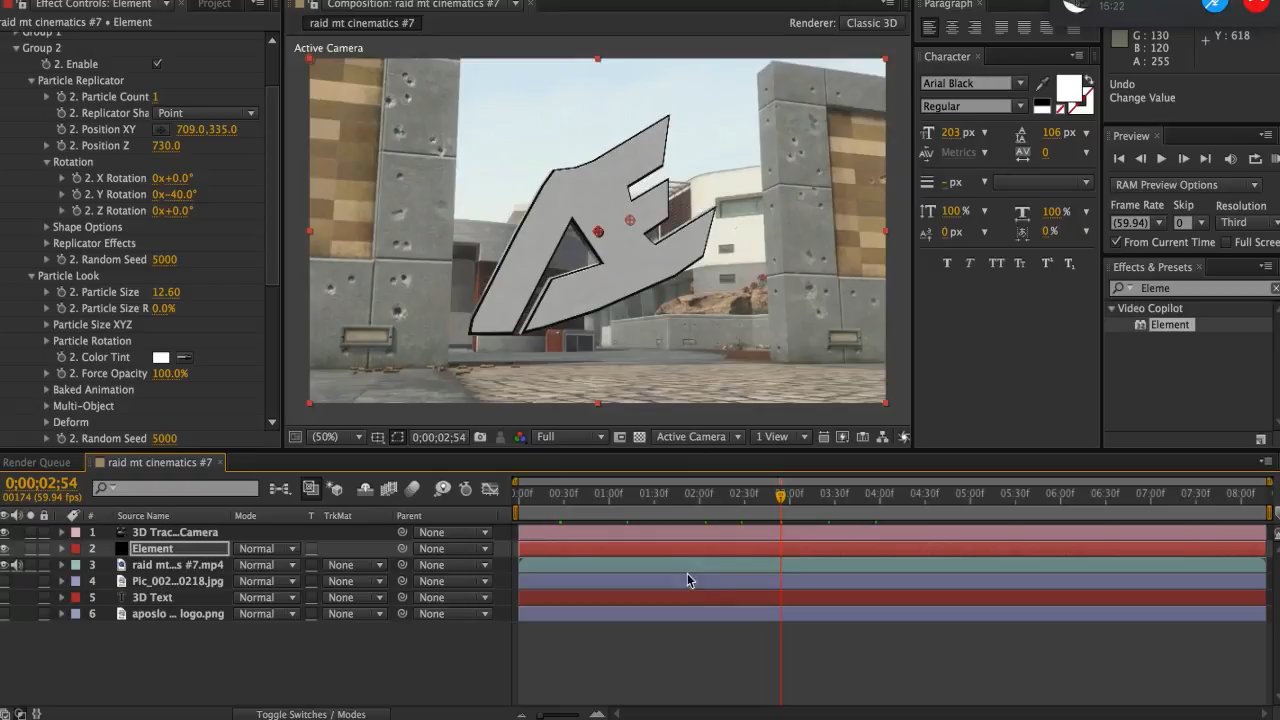 Effect Controls: Element
Project
raid mt cinematics #7 • Element
Group 1
Group 2
2. Enable
Particle Replicator
2. Particle Count 1
2. Replicator Sha Point
2. Position XY 709.0,335.0
2. Position Z 730.0
Rotation
2. X Rotation 0x+0.0°
2. Y Rotation 0x-40.0°
2. Z Rotation 0x+0.0°
Shape Options
Replicator Effects
2. Random Seed 5000
Particle Look
2. Particle Size 12.60
2. Particle Size R 0.0%
Particle Size XYZ
Particle Rotation
2. Color Tint
2. Force Opacity 100.0%
Baked Animation
Multi-Object
Deform
2. Random Seed 5000
Composition: raid mt cinematics #7
raid mt cinematics #7
Renderer: Classic 3D
Active Camera
(50%) 0;00;02;54 Full Active Camera 1 View
Paragraph
15:22
Character
Arial Black
Regular
203 px 106 px
Metrics 0
- px
100% 100%
0 px 0%
T T TT Tт T¹ T₁
G : 130
B : 120
A : 255
Y : 618
Undo
Change Value
Preview
RAM Preview Options
Frame Rate Skip Resolution
(59.94) 0 Third
From Current Time Full Scree
Effects & Presets
Eleme
Video Copilot
Element
Render Queue
raid mt cinematics #7
0;00;02;54
00174 (59.94 fps)
# Source Name Mode T TrkMat Parent
1 3D Trac...Camera None
2 Element Normal None
3 raid mt...s #7.mp4 Normal None None
4 Pic_002...0218.jpg Normal None None
5 3D Text Normal None None
6 aposlo ... logo.png Normal None None
:00f 00:30f 01:00f 01:30f 02:00f 02:30f 03:00f 03:30f 04:00f 04:30f 05:00f 05:30f 06:00f 06:30f 07:00f 07:30f 08:00f
Toggle Switches / Modes